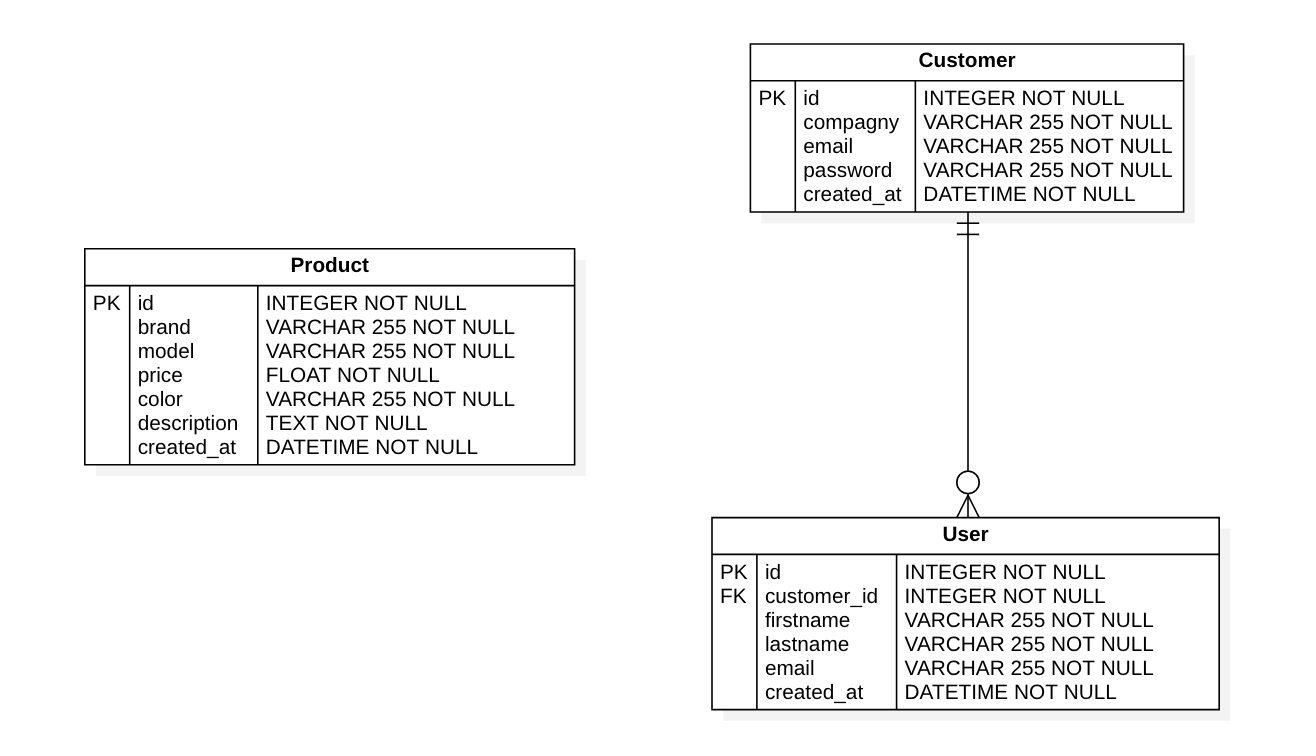 Customer
PK id INTEGER NOT NULL
compagny VARCHAR 255 NOT NULL
email VARCHAR 255 NOT NULL
password VARCHAR 255 NOT NULL
created_at DATETIME NOT NULL
Product
PK id INTEGER NOT NULL
brand VARCHAR 255 NOT NULL
model VARCHAR 255 NOT NULL
price FLOAT NOT NULL
color VARCHAR 255 NOT NULL
description TEXT NOT NULL
created_at DATETIME NOT NULL
User
PK id INTEGER NOT NULL
FK customer_id INTEGER NOT NULL
firstname VARCHAR 255 NOT NULL
lastname VARCHAR 255 NOT NULL
email VARCHAR 255 NOT NULL
created_at DATETIME NOT NULL